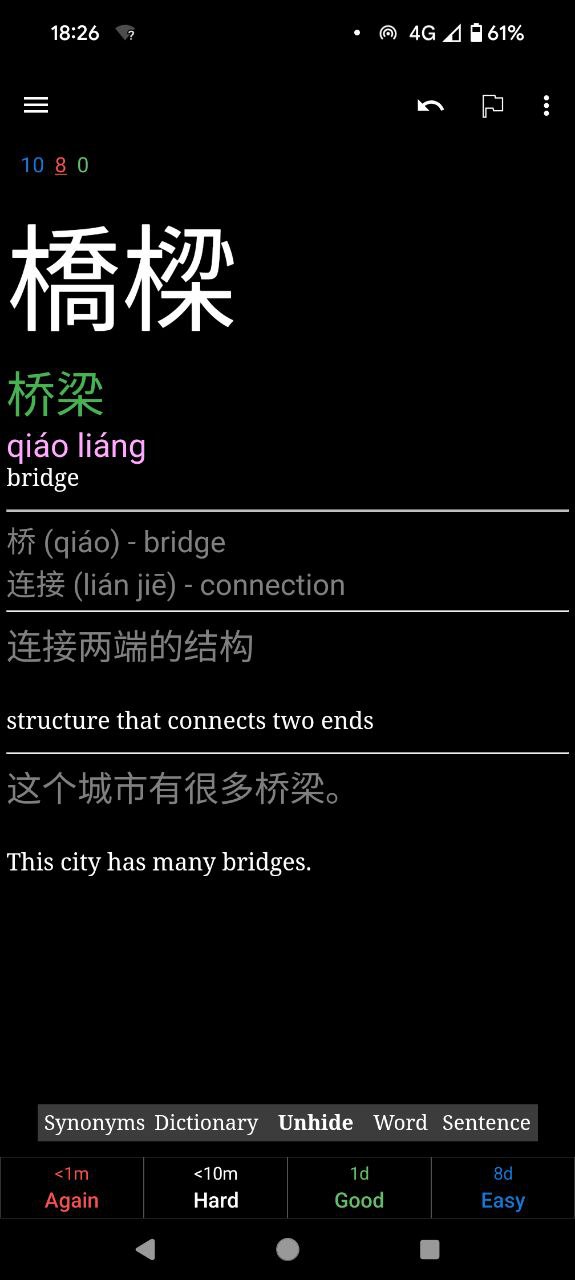 18:26 4G 61%
10 8 0
橋樑
桥梁
qiáo liáng
bridge
桥 (qiáo) - bridge
连接 (lián jiē) - connection
连接两端的结构
structure that connects two ends
这个城市有很多桥梁。
This city has many bridges.
Synonyms Dictionary Unhide Word Sentence
<1m <10m 1d 8d
Again Hard Good Easy